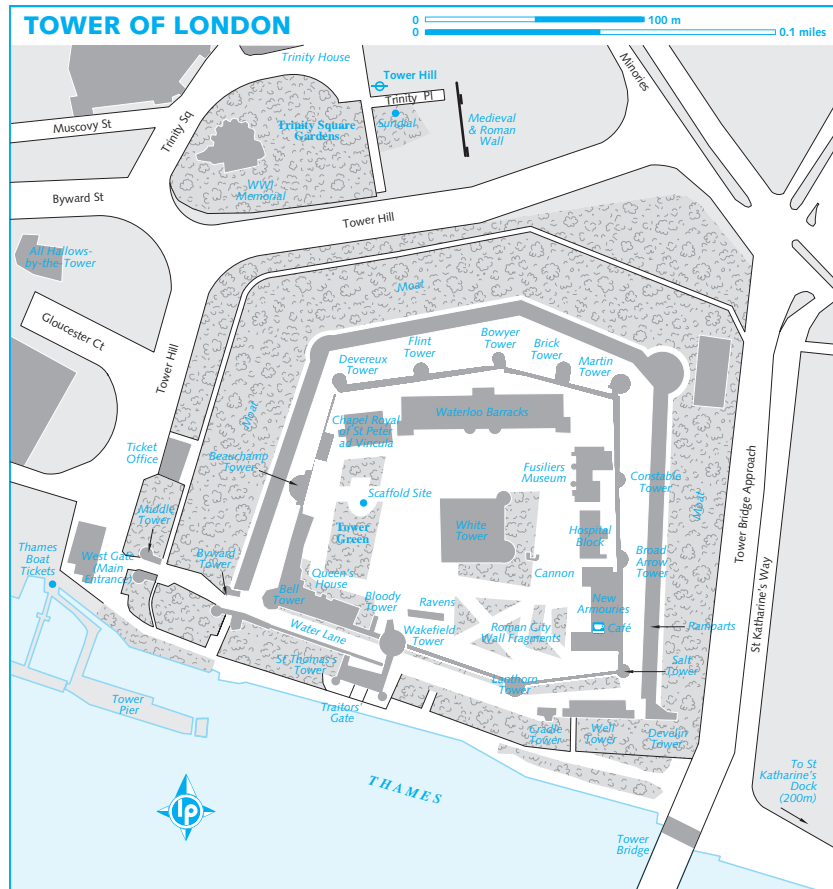 TOWER OF LONDON
0 100 m
0 0.1 miles
Trinity House
Tower Hill
Trinity Pl
Sundial
Medieval
& Roman
Wall
Minories
Muscovy St
Trinity Sq
Trinity Square
Gardens
WWI
Memorial
Byward St
Tower Hill
All Hallows-
by-the-Tower
Gloucester Ct
Tower Hill
Moat
Moat
Moat
Devereux
Tower
Flint
Tower
Bowyer
Tower
Brick
Tower
Martin
Tower
Chapel Royal
of St Peter
ad Vincula
Waterloo Barracks
Ticket
Office
Beauchamp
Tower
Fusiliers
Museum
Constable
Tower
Scaffold Site
Middle
Tower
Tower
Green
White
Tower
Hospital
Block
Tower Bridge Approach
St Katharine's Way
Thames
Boat
Tickets
West Gate
(Main
Entrance)
Byward
Tower
Queen's
House
Bell
Tower
Bloody
Tower
Ravens
Cannon
Broad
Arrow
Tower
New
Armouries
Café
Ramparts
Water Lane
Wakefield
Tower
Roman City
Wall Fragments
St Thomas's
Tower
Lanthorn
Tower
Salt
Tower
Tower
Pier
Traitors'
Gate
Cradle
Tower
Well
Tower
Develin
Tower
THAMES
To St
Katharine's
Dock
(200m)
Tower
Bridge
lp